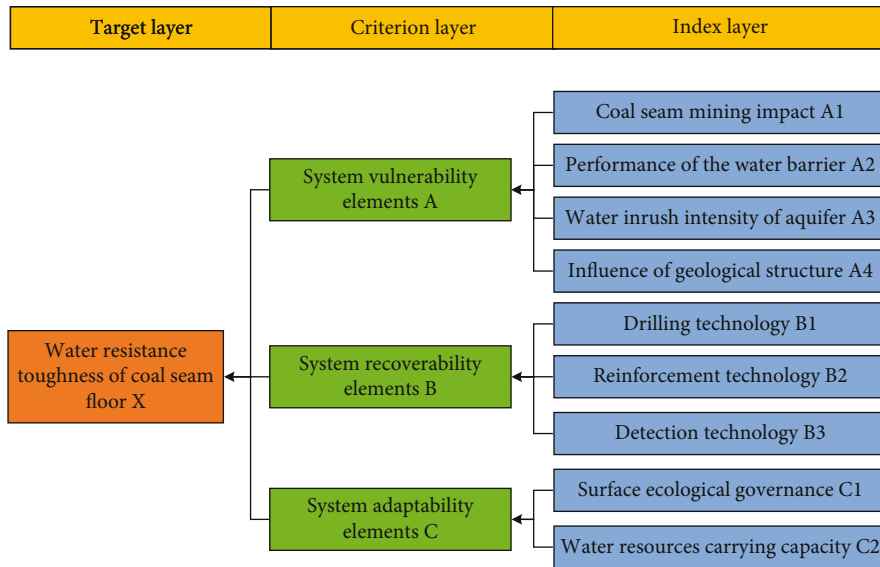 Target layer
Criterion layer
Index layer
Water resistance
toughness of coal seam
floor X
System vulnerability
elements A
System recoverability
elements B
System adaptability
elements C
Coal seam mining impact A1
Performance of the water barrier A2
Water inrush intensity of aquifer A3
Influence of geological structure A4
Drilling technology B1
Reinforcement technology B2
Detection technology B3
Surface ecological governance C1
Water resources carrying capacity C2